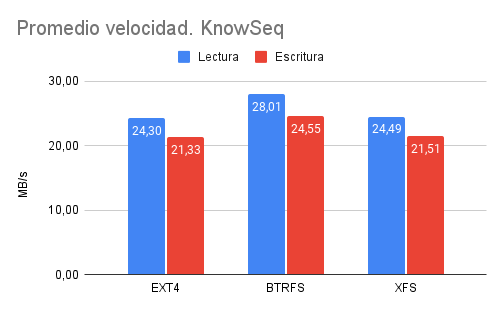 Promedio velocidad. KnowSeq
Lectura Escritura
30,00
20,00
10,00
0,00
MB/s
24,30 21,33 28,01 24,55 24,49 21,51
EXT4 BTRFS XFS